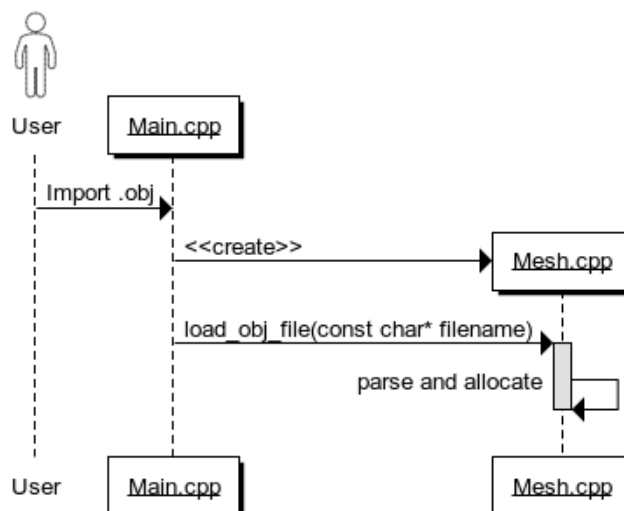 User
Main.cpp
Import .obj
<<create>>
Mesh.cpp
load_obj_file(const char* filename)
parse and allocate
User
Main.cpp
Mesh.cpp